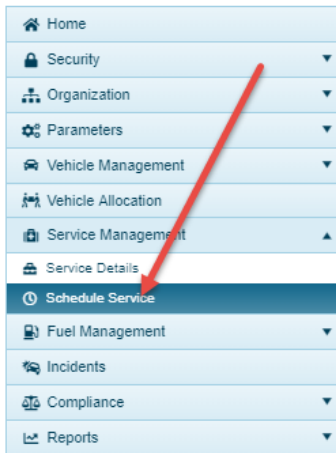 Home
Security
Organization
Parameters
Vehicle Management
Vehicle Allocation
Service Management
Service Details
Schedule Service
Fuel Management
Incidents
Compliance
Reports